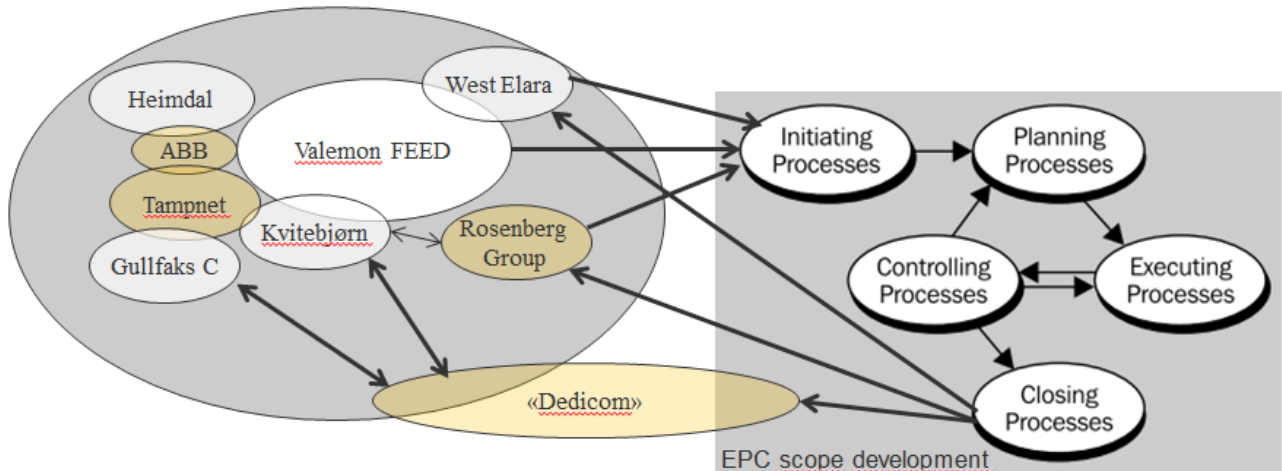 West Elara
Heimdal
ABB
Valemon FEED
Tampnet
Kvitebjørn
Rosenberg
Group
Gullfaks C
«Dedicom»
Initiating
Processes
Planning
Processes
Controlling
Processes
Executing
Processes
Closing
Processes
EPC scope development